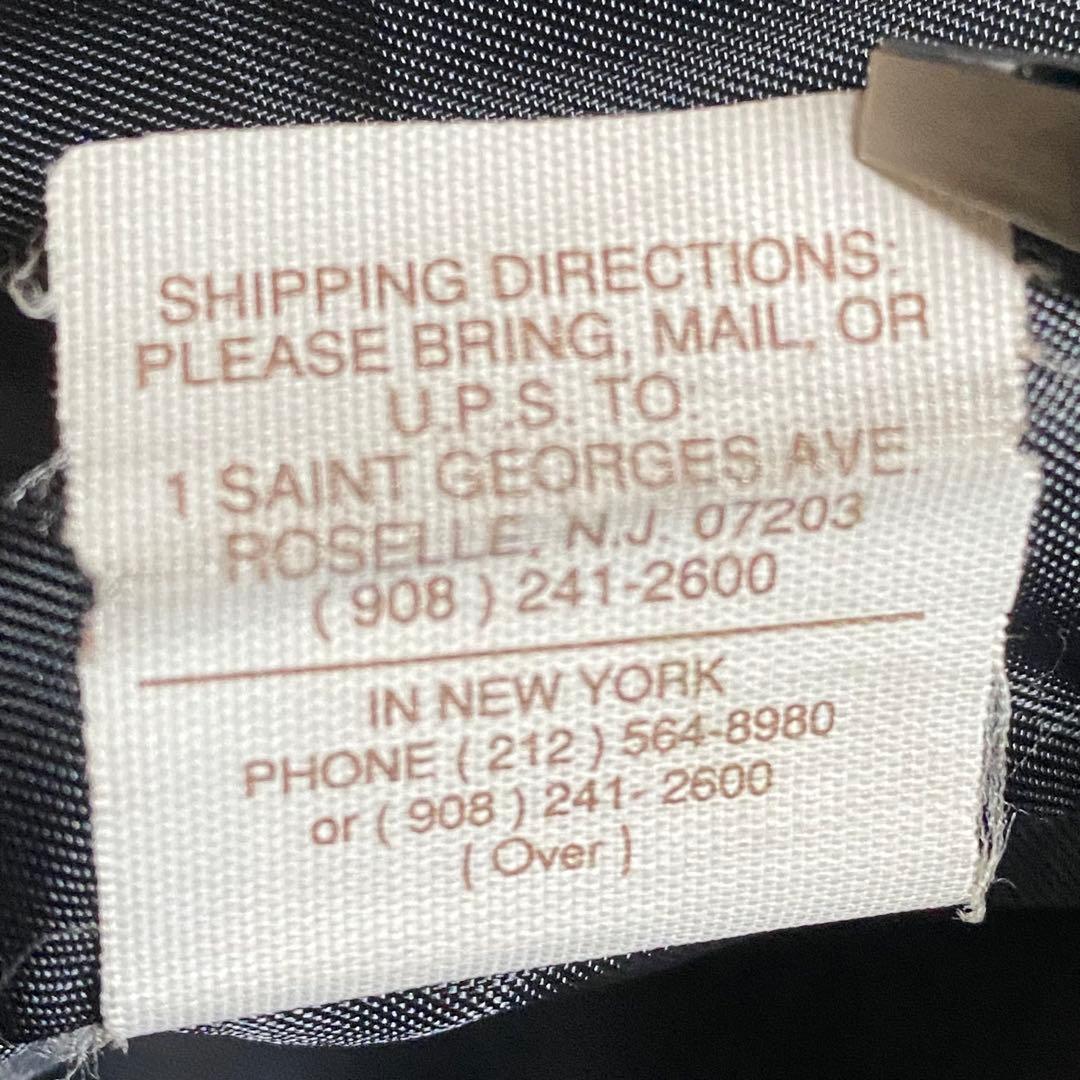 SHIPPING DIRECTIONS:
PLEASE BRING, MAIL, OR
U.P.S. TO:
1 SAINT GEORGES AVE.
ROSELLE, N.J. 07203
( 908 ) 241-2600
IN NEW YORK
PHONE ( 212 ) 564-8980
or ( 908 ) 241- 2600
( Over )